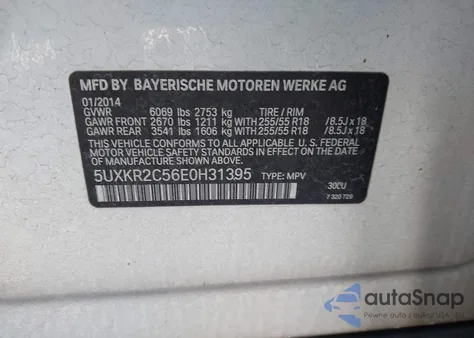 MFD BY BAYERISCHE MOTOREN WERKE AG
01/2014
GVWR 6069 lbs 2753 kg TIRE / RIM
GAWR FRONT 2670 lbs 1211 kg WITH 255/55 R18 /8.5J x 18
GAWR REAR 3541 lbs 1606 kg WITH 255/55 R18 /8.5J x 18
THIS VEHICLE CONFORMS TO ALL APPLICABLE
U.S. FEDERAL MOTOR VEHICLE SAFETY STANDARDS
IN EFFECT ON THE DATE OF MANUFACTURE
SHOWN ABOVE.
5UXKR2C56E0H31395 TYPE: MPV
7 320 729
autoSnap